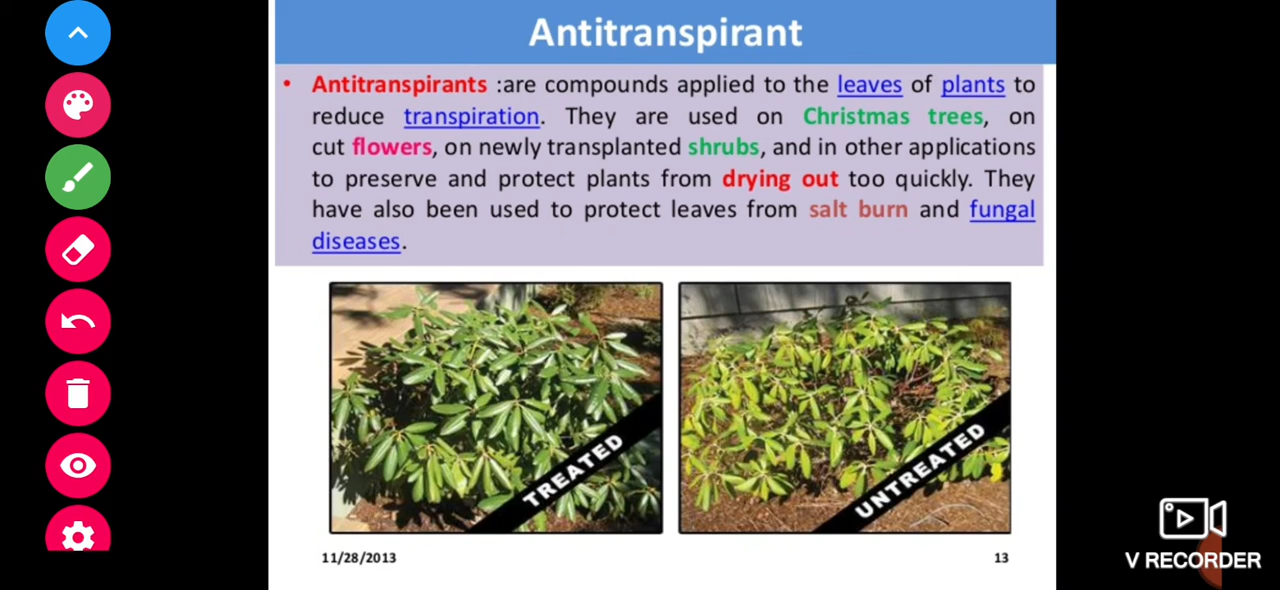 Antitranspirant
• Antitranspirants :are compounds applied to the leaves of plants to
reduce transpiration. They are used on Christmas trees, on
cut flowers, on newly transplanted shrubs, and in other applications
to preserve and protect plants from drying out too quickly. They
have also been used to protect leaves from salt burn and fungal
diseases.
TREATED
UNTREATED
11/28/2013
13
V RECORDER